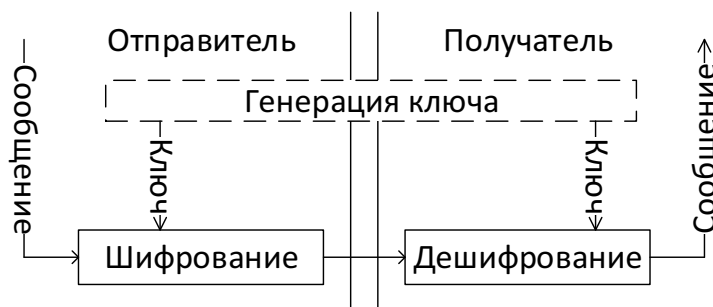 Отправитель
Получатель
Генерация ключа
Сообщение
Ключ
Ключ
Сообщение
Шифрование
Дешифрование